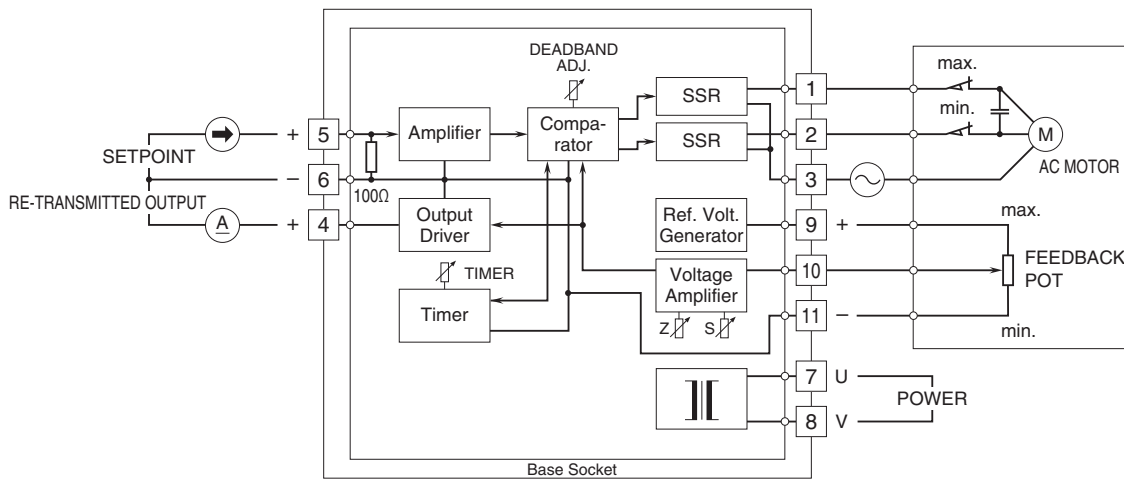 DEADBAND
ADJ.
SETPOINT
RE-TRANSMITTED OUTPUT
+ 5
− 6
+ 4
A
100Ω
Amplifier
Compa-
rator
SSR
SSR
Output
Driver
TIMER
Timer
Ref. Volt.
Generator
Voltage
Amplifier
Z
S
1
2
3
9 +
10
11 −
7 U
8 V
POWER
max.
min.
M
AC MOTOR
max.
FEEDBACK
POT
min.
Base Socket